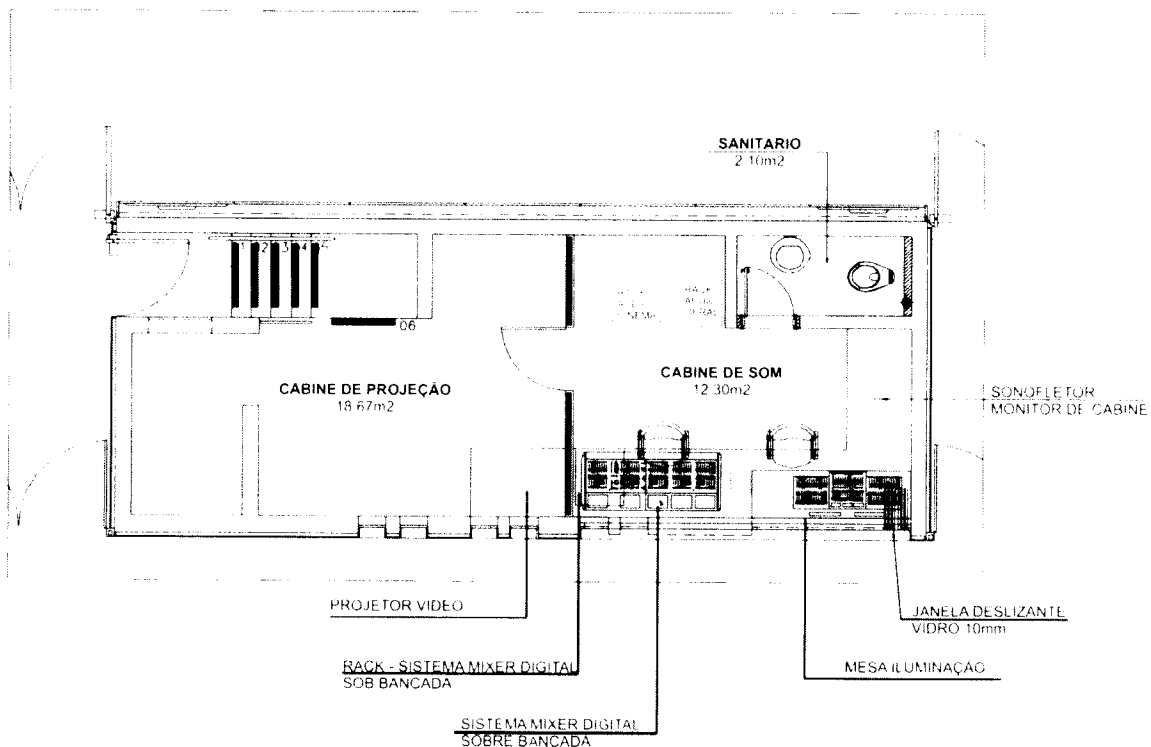 SANITARIO
2.10m2
1 2 3 4 5
06
RACK
CINEMA
CABINE DE PROJEÇÃO
18.67m2
CABINE DE SOM
12.30m2
SONOFLETOR
MONITOR DE CABINE
PROJETOR VIDEO
JANELA DESLIZANTE
VIDRO 10mm
RACK - SISTEMA MIXER DIGITAL
SOB BANCADA
MESA ILUMINAÇÃO
SISTEMA MIXER DIGITAL
SOBRE BANCADA